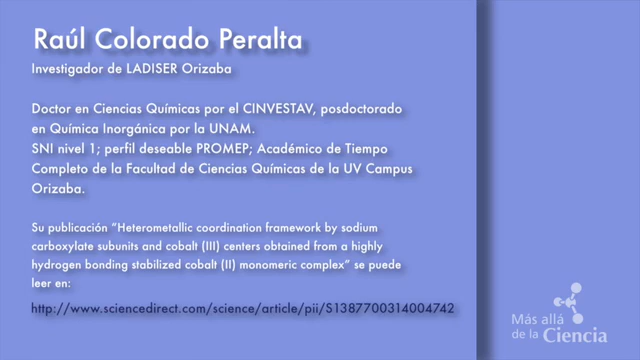 Raúl Colorado Peralta
Investigador de LADISER Orizaba
Doctor en Ciencias Químicas por el CINVESTAV, posdoctorado
en Química Inorgánica por la UNAM.
SNI nivel 1; perfil deseable PROMEP; Académico de Tiempo
Completo de la Facultad de Ciencias Químicas de la UV Campus
Orizaba.
Su publicación "Heterometallic coordination framework by sodium
carboxylate subunits and cobalt (III) centers obtained from a highly
hydrogen bonding stabilized cobalt (II) monomeric complex" se puede
leer en:
http://www.sciencedirect.com/science/article/pii/S1387700314004742
Más allá
de la Ciencia